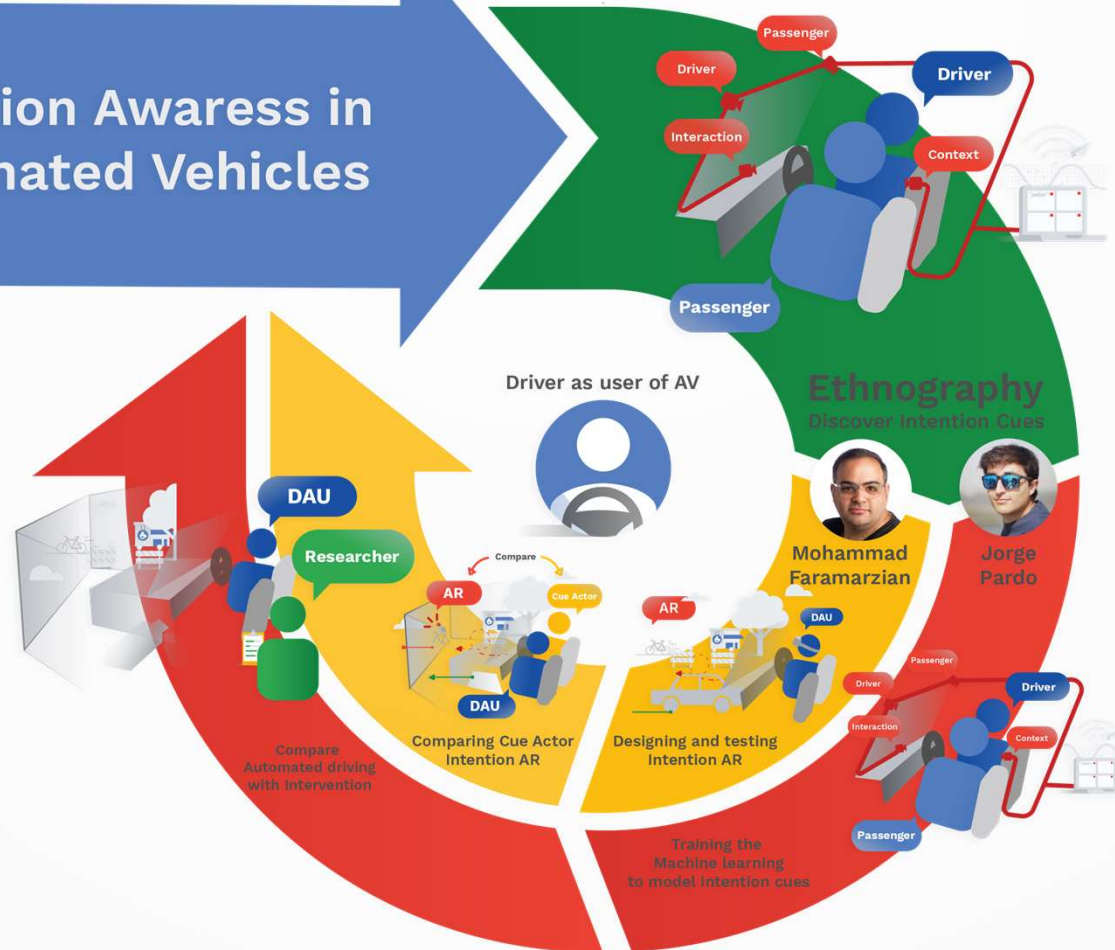 ion Awaress in
nated Vehicles
Passenger
Driver
Driver
Interaction
Context
Passenger
Driver as user of AV
Ethnography
Discover Intention Cues
Mohammad
Faramarzian
Jorge
Pardo
DAU
Researcher
Compare
AR
Cue Actor
DAU
Comparing Cue Actor
Intention AR
AR
DAU
Designing and testing
Intention AR
Compare
Automated driving
with Intervention
Passenger
Driver
Driver
Interaction
Context
Passenger
Training the
Machine learning
to model intention cues